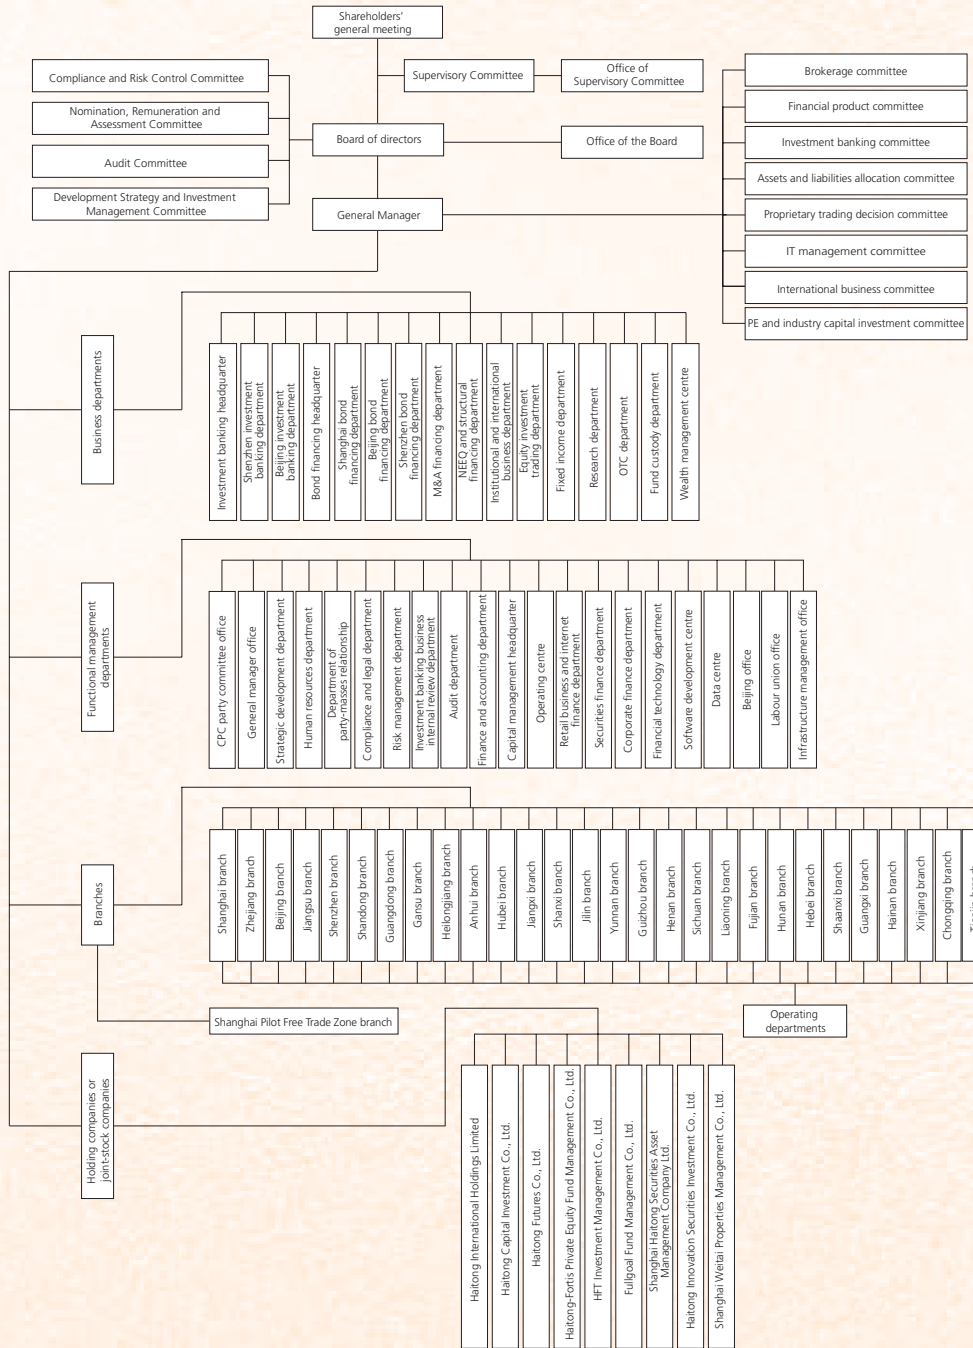 Shareholders'
general meeting
Supervisory Committee
Office of
Supervisory Committee
Compliance and Risk Control Committee
Nomination, Remuneration and
Assessment Committee
Audit Committee
Development Strategy and Investment
Management Committee
Board of directors
Office of the Board
General Manager
Brokerage committee
Financial product committee
Investment banking committee
Assets and liabilities allocation committee
Proprietary trading decision committee
IT management committee
International business committee
PE and industry capital investment committee
Business departments
Investment banking headquarter
Shenzhen investment
banking department
Beijing investment
banking department
Bond financing headquarter
Shanghai bond
financing department
Beijing bond
financing department
Shenzhen bond
financing department
M&A financing department
NEEQ and structural
financing department
Institutional and international
business department
Equity investment
trading department
Fixed income department
Research department
OTC department
Fund custody department
Wealth management centre
Functional management
departments
CPC party committee office
General manager office
Strategic development department
Human resources department
Department of
party-masses relationship
Compliance and legal department
Risk management department
Investment banking business
internal review department
Audit department
Finance and accounting department
Capital management headquarter
Operating centre
Retail business and internet
finance department
Securities finance department
Corporate finance department
Financial technology department
Software development centre
Data centre
Beijing office
Labour union office
Infrastructure management office
Branches
Shanghai branch
Zhejiang branch
Beijing branch
Jiangsu branch
Shenzhen branch
Shandong branch
Guangdong branch
Gansu branch
Heilongjiang branch
Anhui branch
Hubei branch
Jiangxi branch
Shanxi branch
Jilin branch
Yunnan branch
Guizhou branch
Henan branch
Sichuan branch
Liaoning branch
Fujian branch
Hunan branch
Hebei branch
Shaanxi branch
Guangxi branch
Hainan branch
Xinjiang branch
Chongqing branch
Shanghai Pilot Free Trade Zone branch
Operating
departments
Holding companies or
joint-stock companies
Haitong International Holdings Limited
Haitong Capital Investment Co., Ltd.
Haitong Futures Co., Ltd.
Haitong-Fortis Private Equity Fund Management Co., Ltd.
HFT Investment Management Co., Ltd.
Fullgoal Fund Management Co., Ltd.
Shanghai Haitong Securities Asset
Management Company Ltd.
Haitong Innovation Securities Investment Co., Ltd.
Shanghai Weitai Properties Management Co., Ltd.